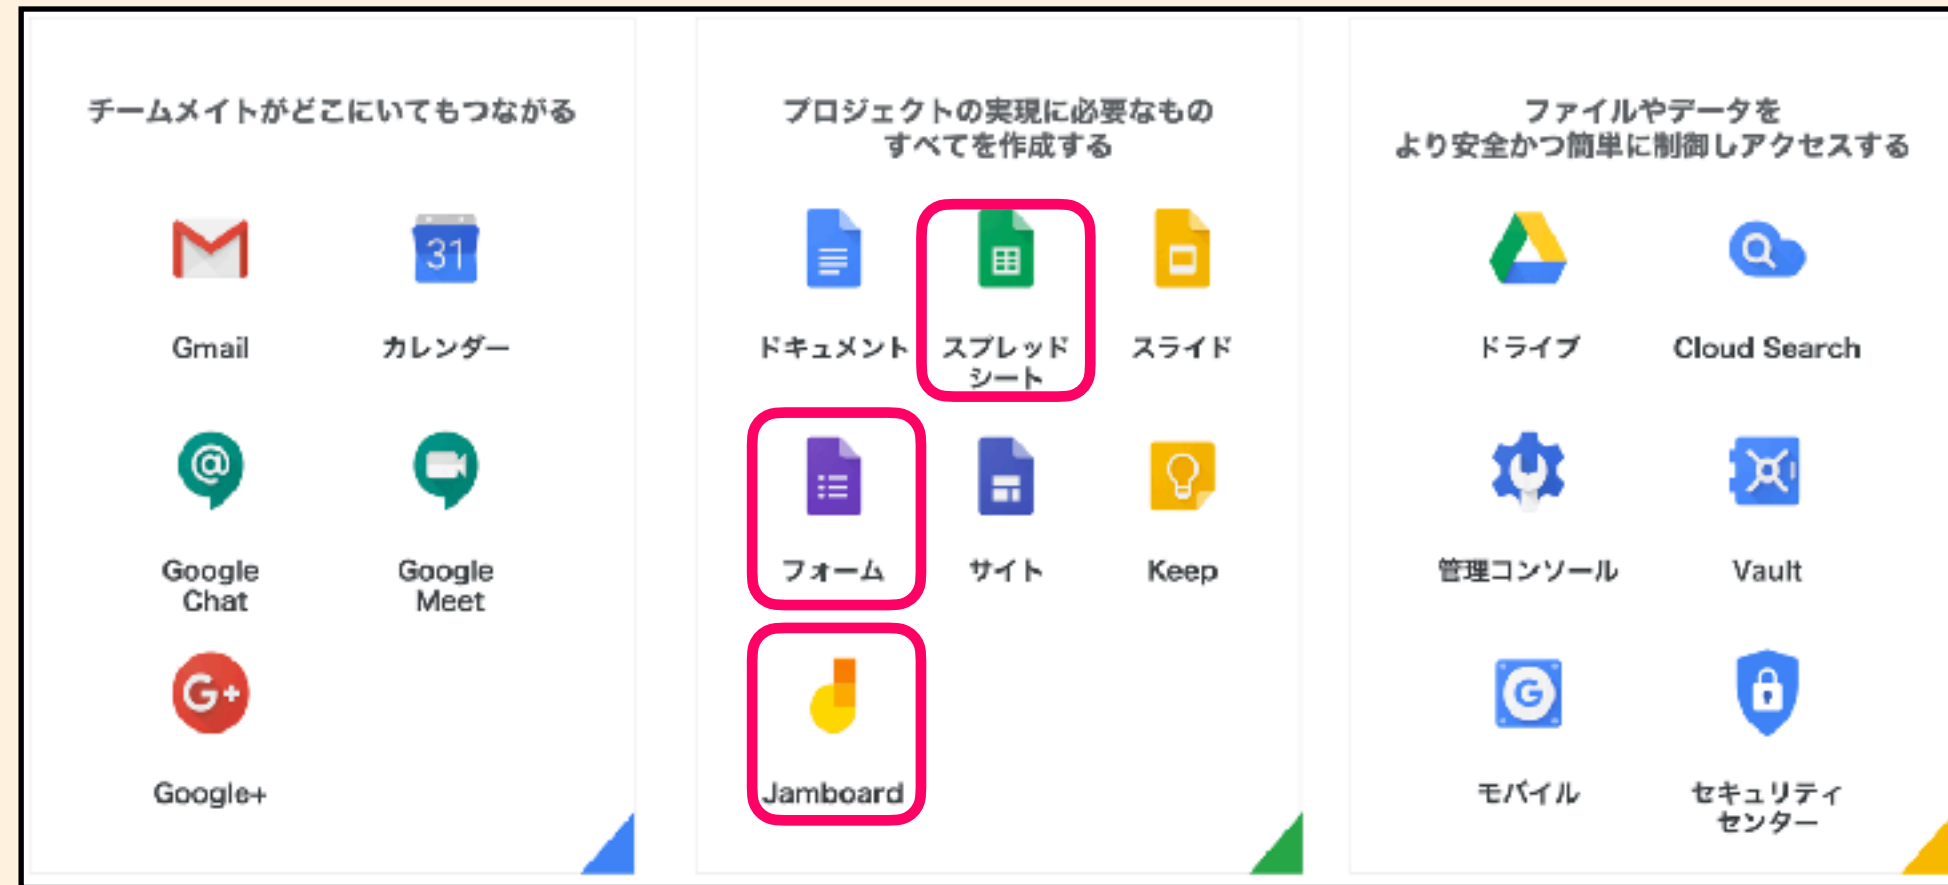 チームメイトがどこにいてもつながる
31
Gmail
カレンダー
Google
Chat
Google
Meet
G+
Google+
プロジェクトの実現に必要なもの
すべてを作成する
ドキュメント
スプレッド
シート
スライド
フォーム
サイト
Keep
Jamboard
ファイルやデータを
より安全かつ簡単に制御しアクセスする
ドライブ
Cloud Search
管理コンソール
Vault
G
モバイル
セキュリティ
センター